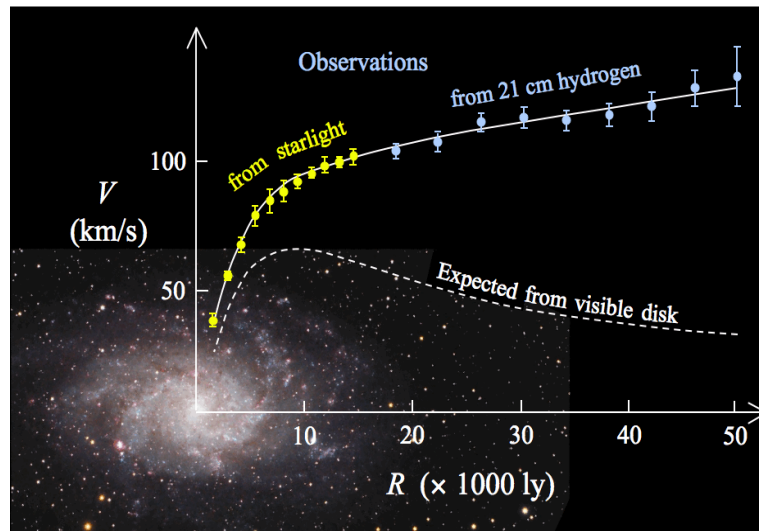 Observations
from 21 cm hydrogen
from starlight
100
V
(km/s)
50
Expected from visible disk
10
20
30
40
50
R (× 1000 ly)